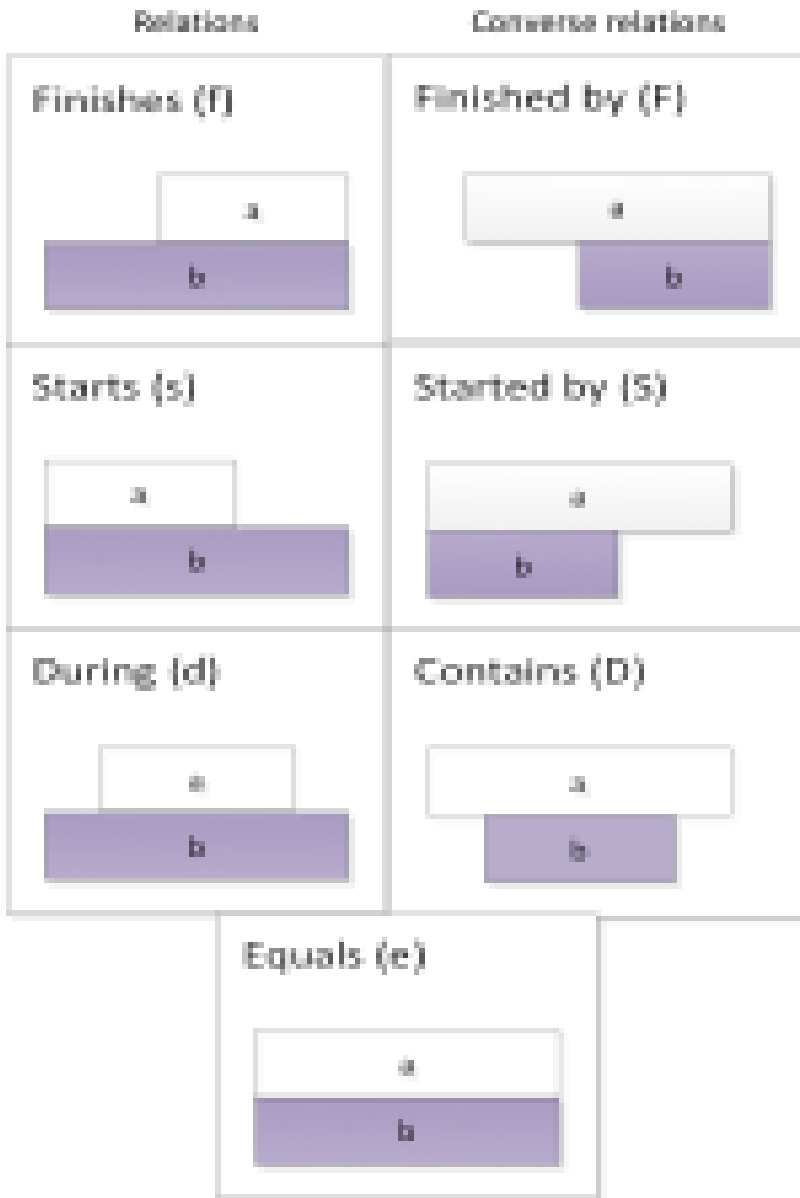 Relations Converse relations
Finishes (f) Finished by (F)
a a
b b
Starts (s) Started by (S)
a a
b b
During (d) Contains (D)
e a
b b
Equals (e)
a
b